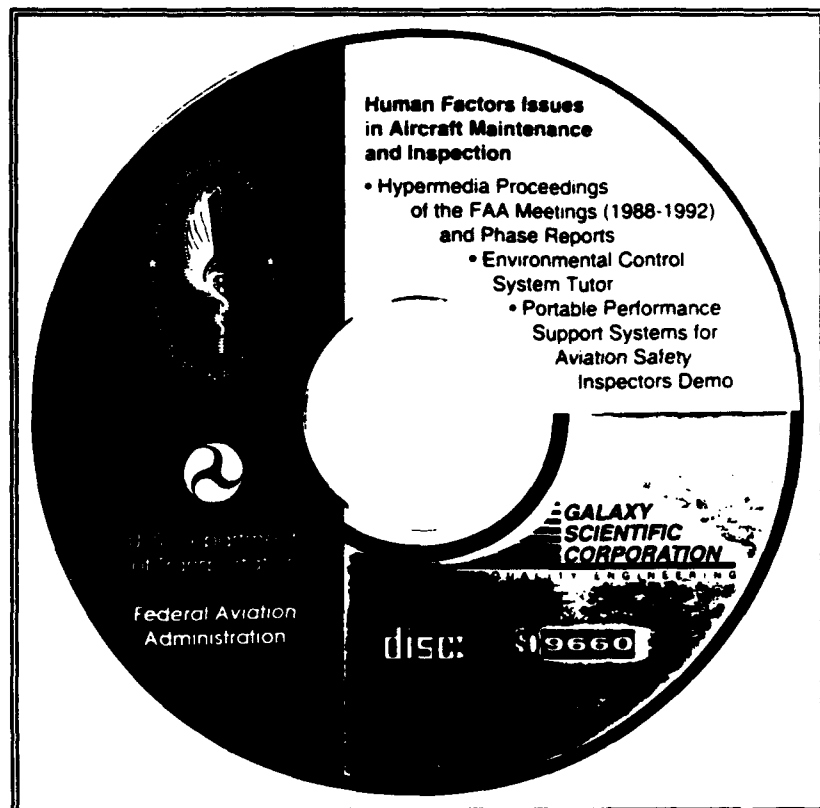 Human Factors Issues
in Aircraft Maintenance
and Inspection
• Hypermedia Proceedings
of the FAA Meetings (1988-1992)
and Phase Reports
• Environmental Control
System Tutor
• Portable Performance
Support Systems for
Aviation Safety
Inspectors Demo
Federal Aviation
Administration
GALAXY
SCIENTIFIC
CORPORATION
QUALITY ENGINEERING
disc:
9660